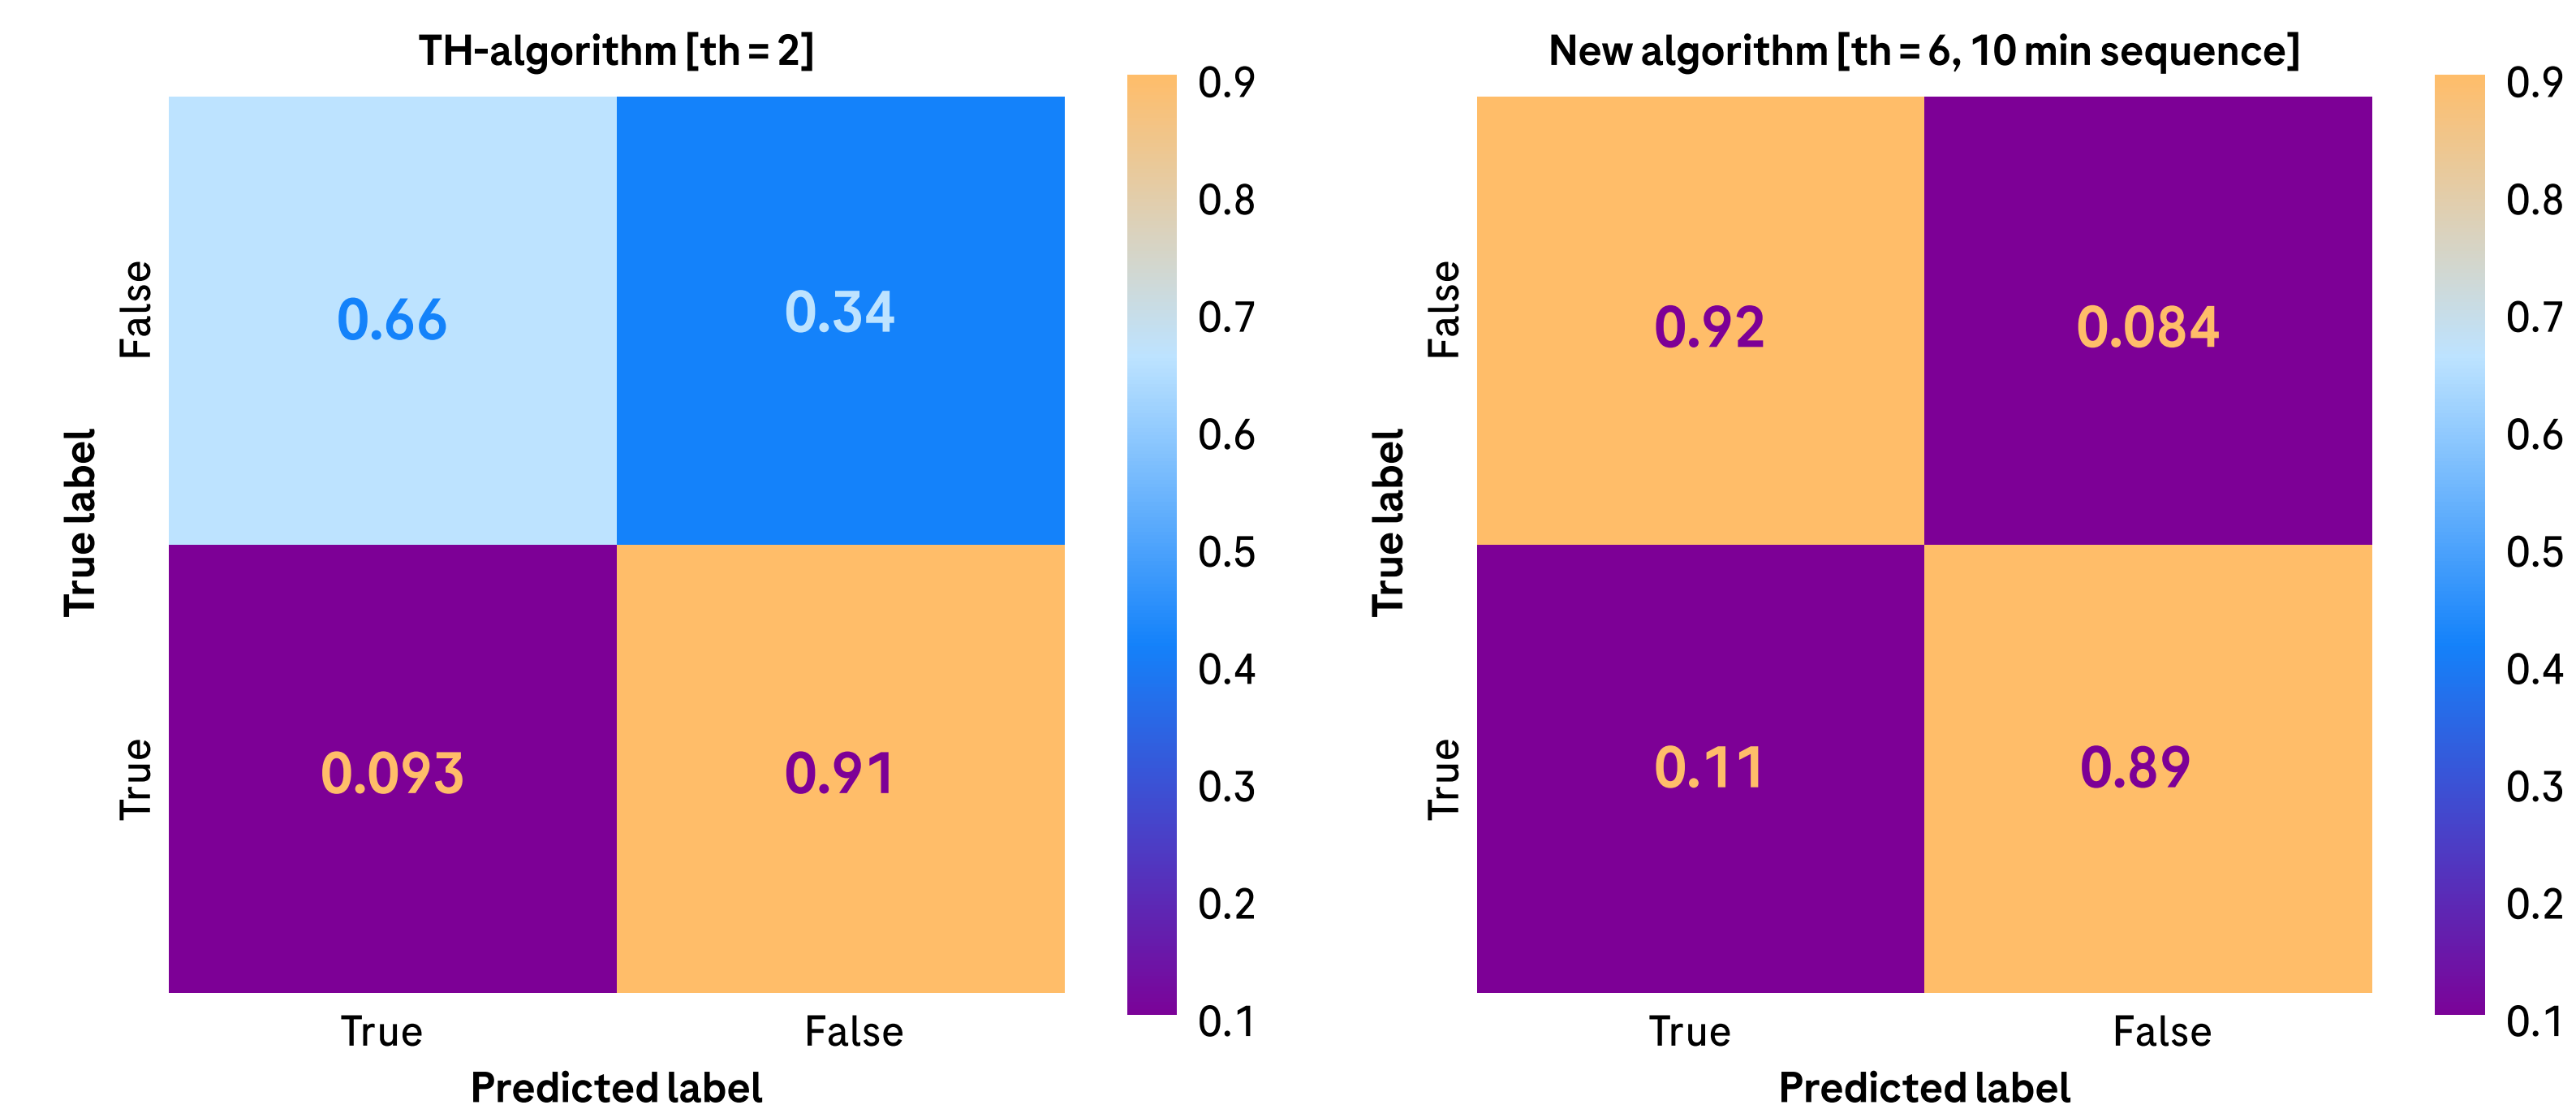 TH-algorithm [th = 2]
0.9
0.8
0.7
0.6
0.5
0.4
0.3
0.2
0.1
True label
False
True
0.66
0.34
0.093
0.91
True
False
Predicted label
New algorithm [th = 6, 10 min sequence]
0.9
0.8
0.7
0.6
0.5
0.4
0.3
0.2
0.1
True label
False
True
0.92
0.084
0.11
0.89
True
False
Predicted label